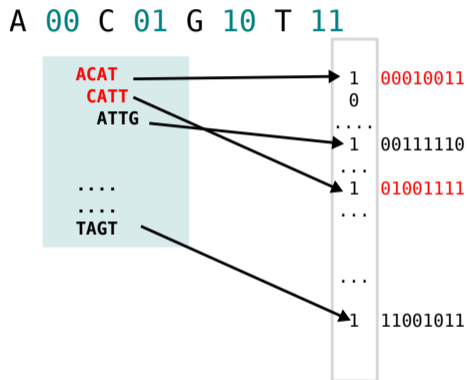 A 00 C 01 G 10 T 11
ACAT 1 00010011
CATT 0
ATTG ....
1 00111110
...
.... 1 01001111
.... ...
TAGT
...
1 11001011